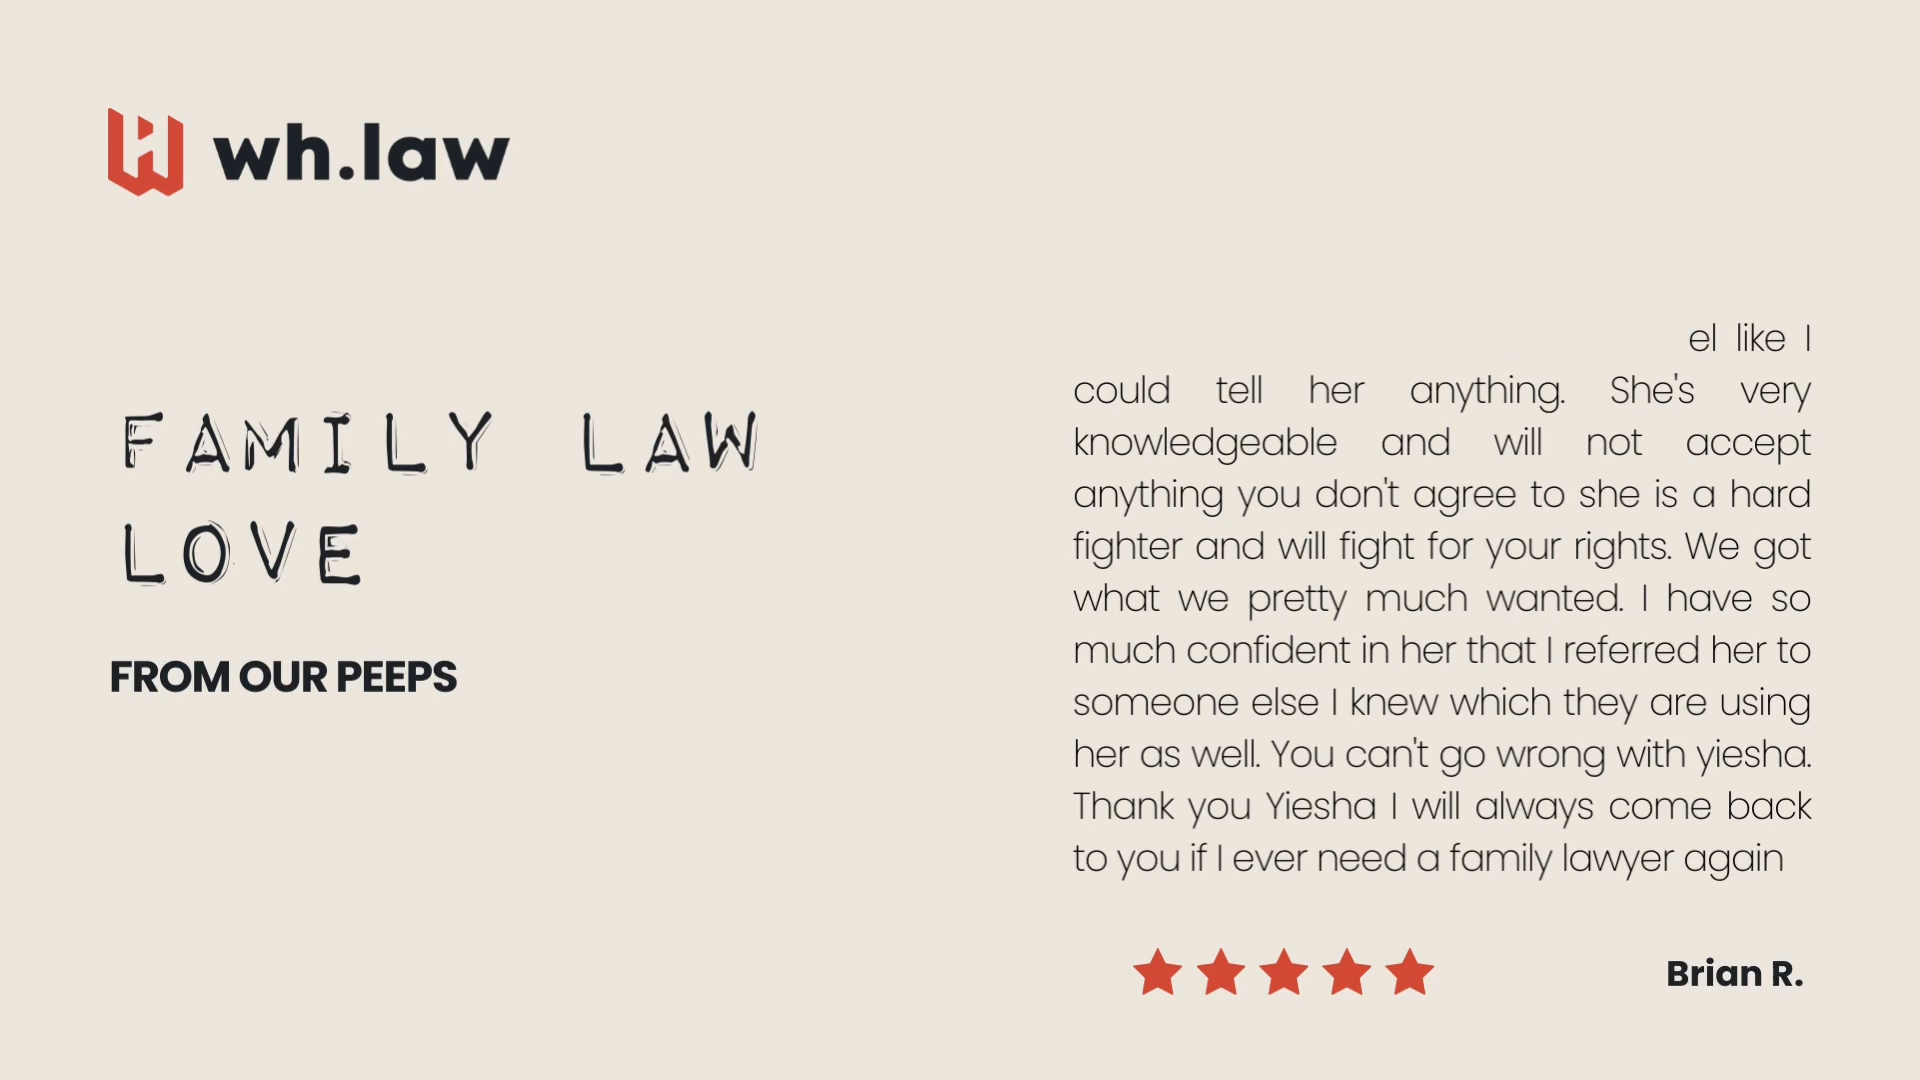 wh.law
FAMILY LAW
LOVE
FROM OUR PEEPS
el like I
could tell her anything. She's very
knowledgeable and will not accept
anything you don't agree to she is a hard
fighter and will fight for your rights. We got
what we pretty much wanted. I have so
much confident in her that I referred her to
someone else I knew which they are using
her as well. You can't go wrong with yiesha.
Thank you Yiesha I will always come back
to you if I ever need a family lawyer again
Brian R.